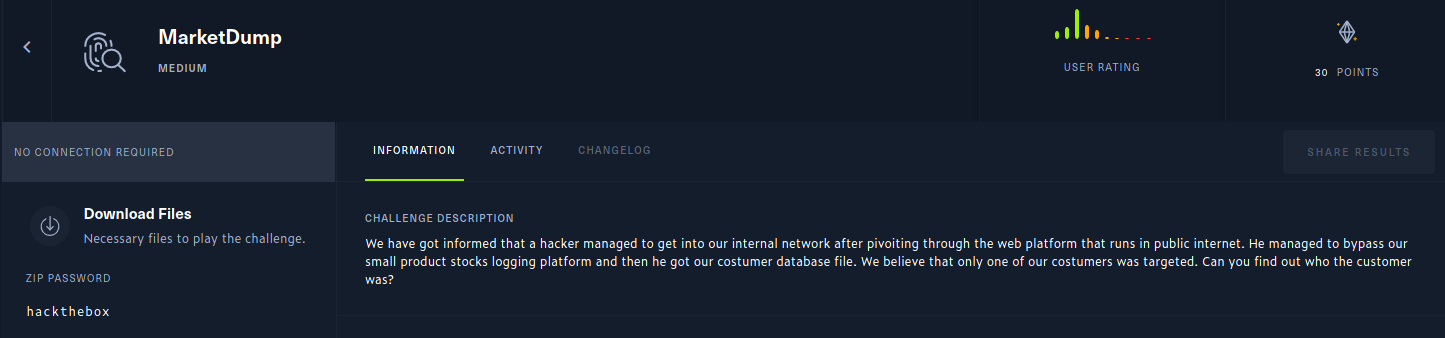 MarketDump
MEDIUM
USER RATING
30 POINTS
NO CONNECTION REQUIRED
INFORMATION
ACTIVITY
CHANGELOG
SHARE RESULTS
Download Files
Necessary files to play the challenge.
ZIP PASSWORD
hackthebox
CHALLENGE DESCRIPTION
We have got informed that a hacker managed to get into our internal network after pivoiting through the web platform that runs in public internet. He managed to bypass our
small product stocks logging platform and then he got our costumer database file. We believe that only one of our costumers was targeted. Can you find out who the customer
was?